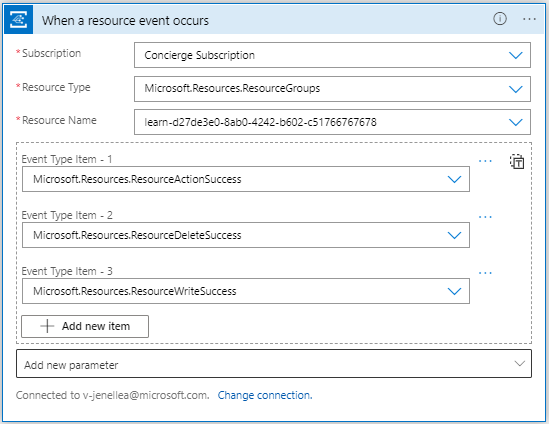 When a resource event occurs
* Subscription
Concierge Subscription
* Resource Type
Microsoft.Resources.ResourceGroups
* Resource Name
learn-d27de3e0-8ab0-4242-b602-c51766767678
Event Type Item - 1
Microsoft.Resources.ResourceActionSuccess
Event Type Item - 2
Microsoft.Resources.ResourceDeleteSuccess
Event Type Item - 3
Microsoft.Resources.ResourceWriteSuccess
Add new item
Add new parameter
Connected to v-jenellea@microsoft.com. Change connection.